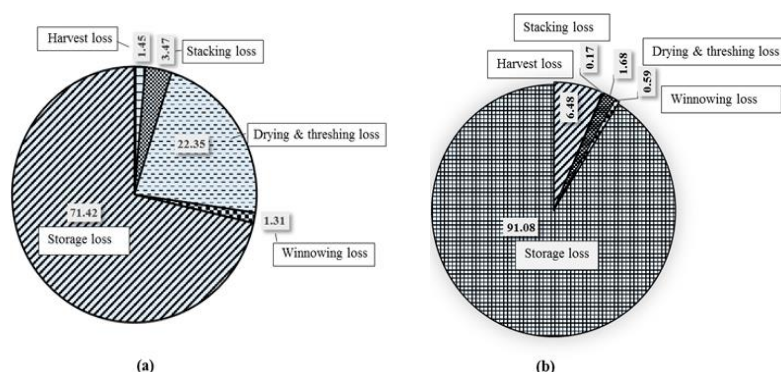 Harvest loss
1.45
3.47
Stacking loss
22.35
Drying & threshing loss
1.31
Winnowing loss
71.42
Storage loss
(a)
Stacking loss
Harvest loss
0.17
1.68
Drying & threshing loss
0.59
Winnowing loss
6.48
91.08
Storage loss
(b)